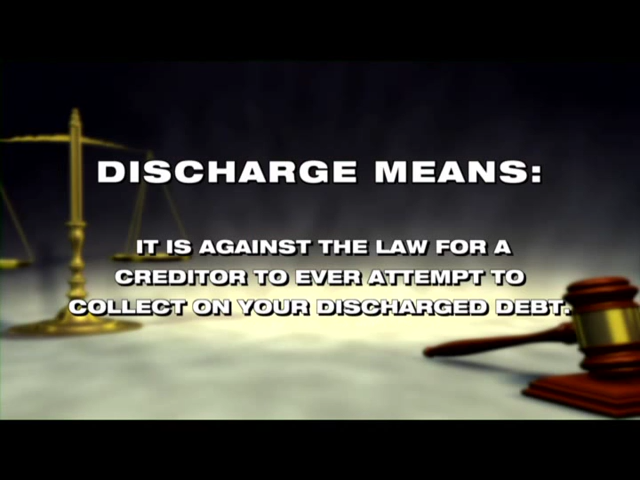 DISCHARGE MEANS:
IT IS AGAINST THE LAW FOR A
CREDITOR TO EVER ATTEMPT TO
COLLECT ON YOUR DISCHARGED DEBT.